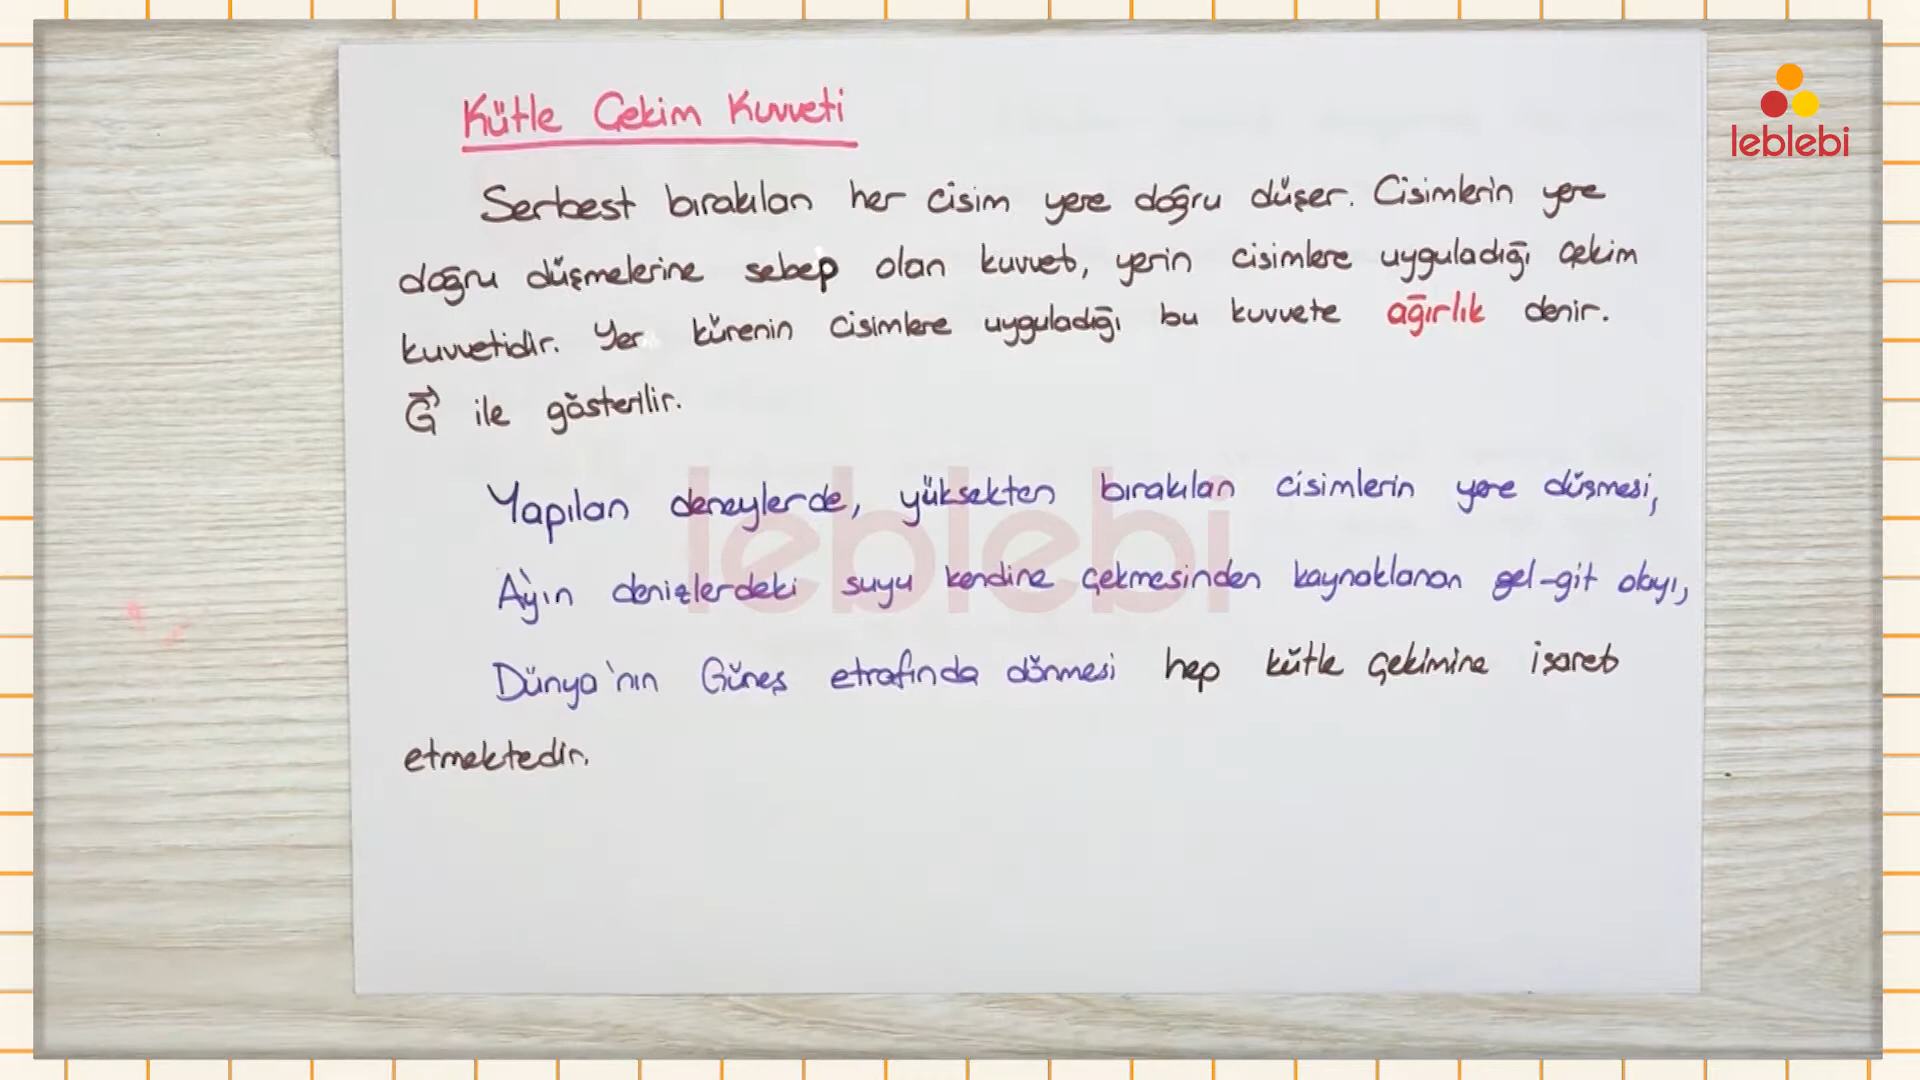 Kütle Çekim Kuvveti
leblebi
Serbest bırakılan her cisim yere doğru düşer. Cisimlerin yere
doğru düşmelerine sebep olan kuvvet, yerin cisimlere uyguladığı çekim
kuvvetidir. Yer kürenin cisimlere uyguladığı bu kuvvete ağırlık denir.
G⃗ ile gösterilir.
Yapılan deneylerde, yüksekten bırakılan cisimlerin yere düşmesi,
leblebi
Ay'ın denizlerdeki suyu kendine çekmesinden kaynaklanan gel-git olayı,
Dünya'nın Güneş etrafında dönmesi hep kütle çekimine işaret
etmektedir.